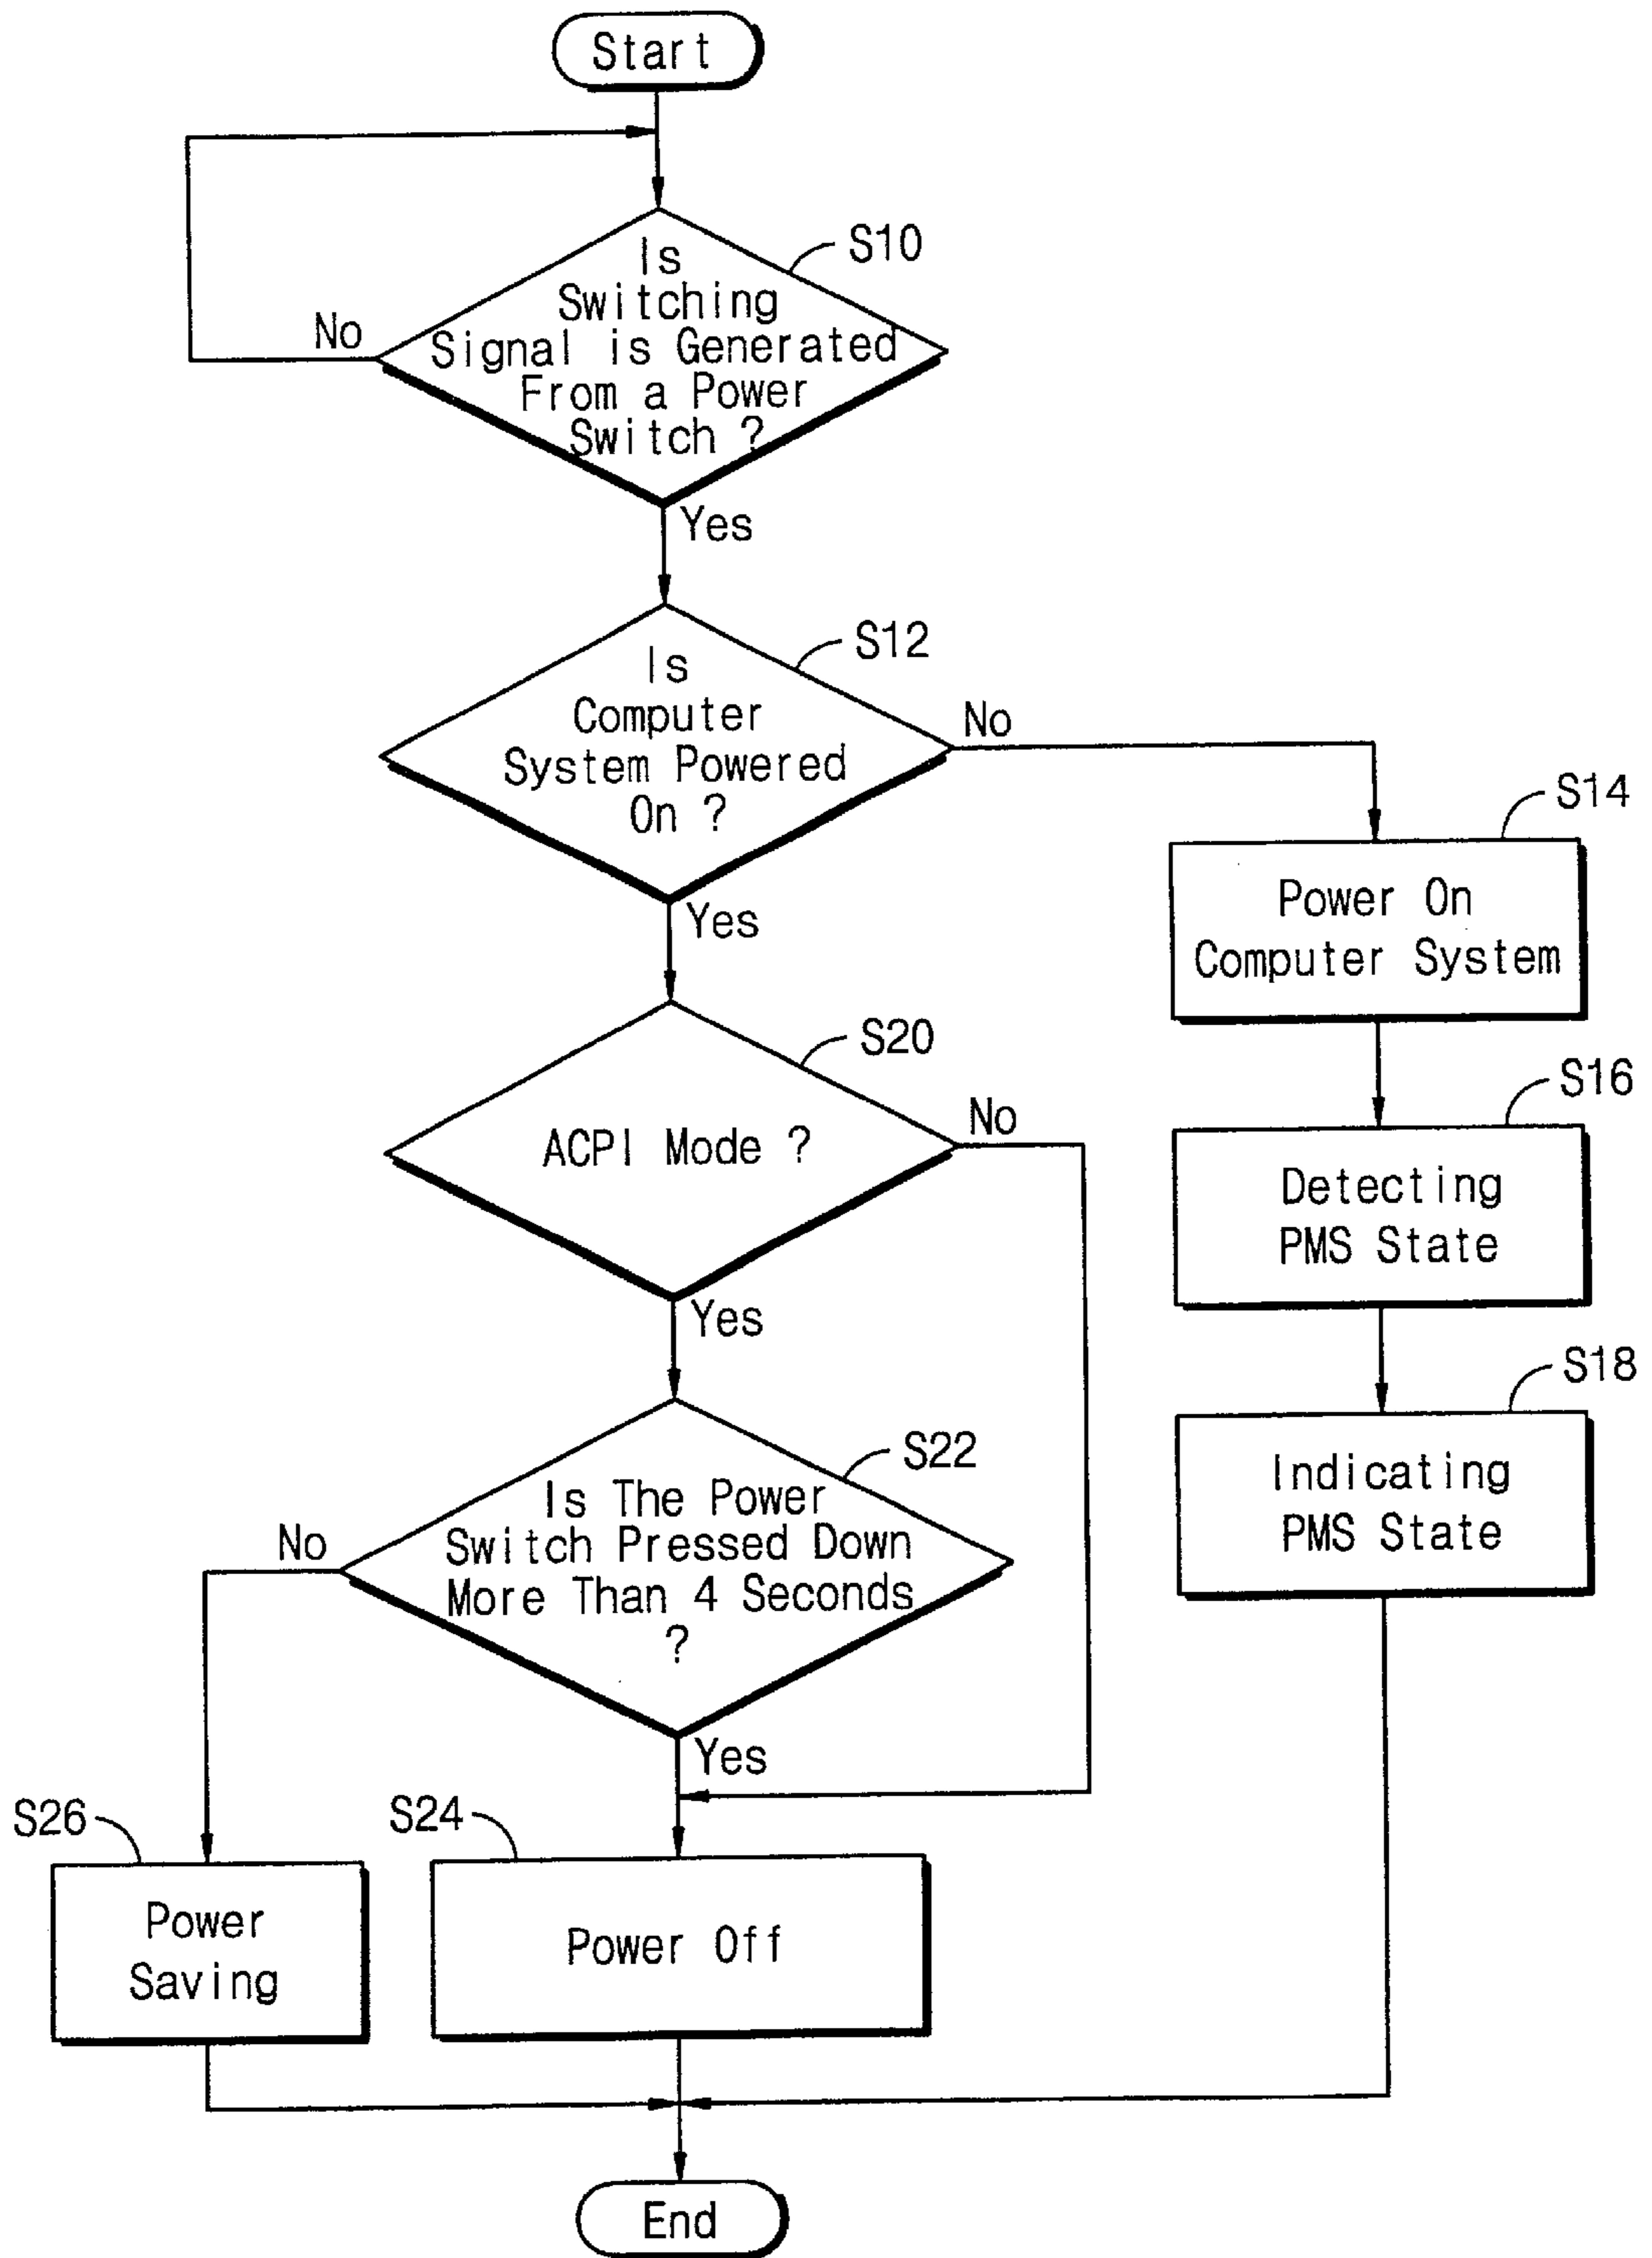 Start
S10
Is
Switching
Signal is Generated
From a Power
Switch ?
No
Yes
S12
Is
Computer
System Powered
On ?
No
Yes
S14
Power On
Computer System
S20
ACPI Mode ?
No
Yes
S16
Detecting
PMS State
S18
Indicating
PMS State
S22
Is The Power
Switch Pressed Down
More Than 4 Seconds
?
No
Yes
S26
Power
Saving
S24
Power Off
End